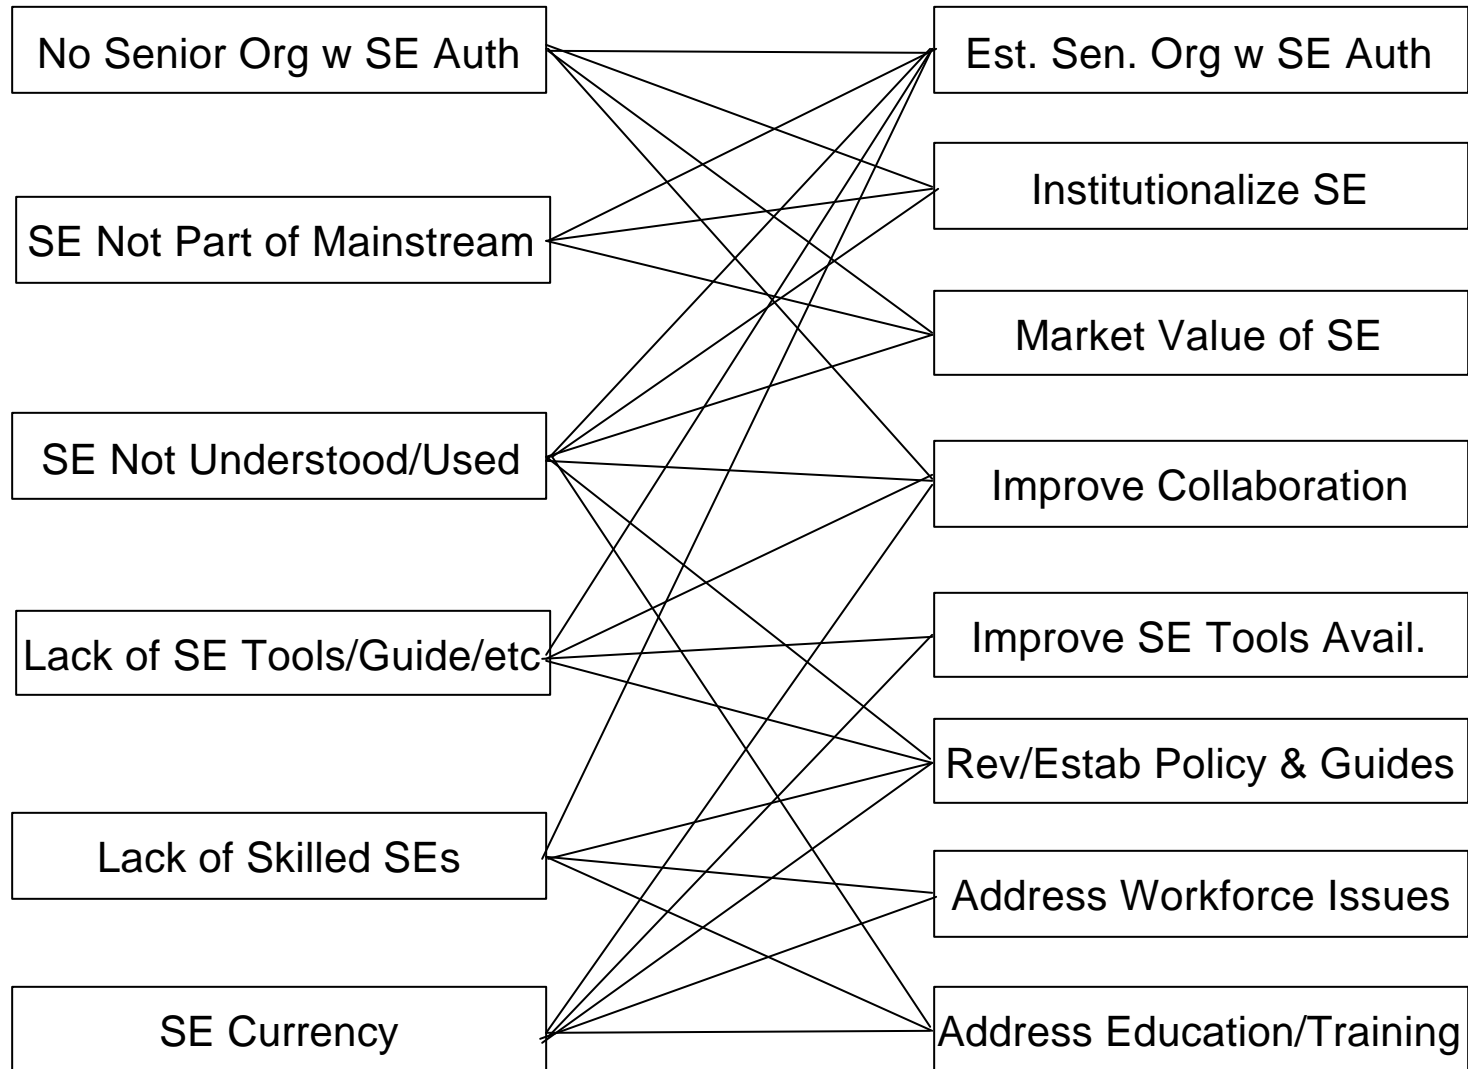 No Senior Org w SE Auth
SE Not Part of Mainstream
SE Not Understood/Used
Lack of SE Tools/Guide/etc
Lack of Skilled SEs
SE Currency
Est. Sen. Org w SE Auth
Institutionalize SE
Market Value of SE
Improve Collaboration
Improve SE Tools Avail.
Rev/Estab Policy & Guides
Address Workforce Issues
Address Education/Training